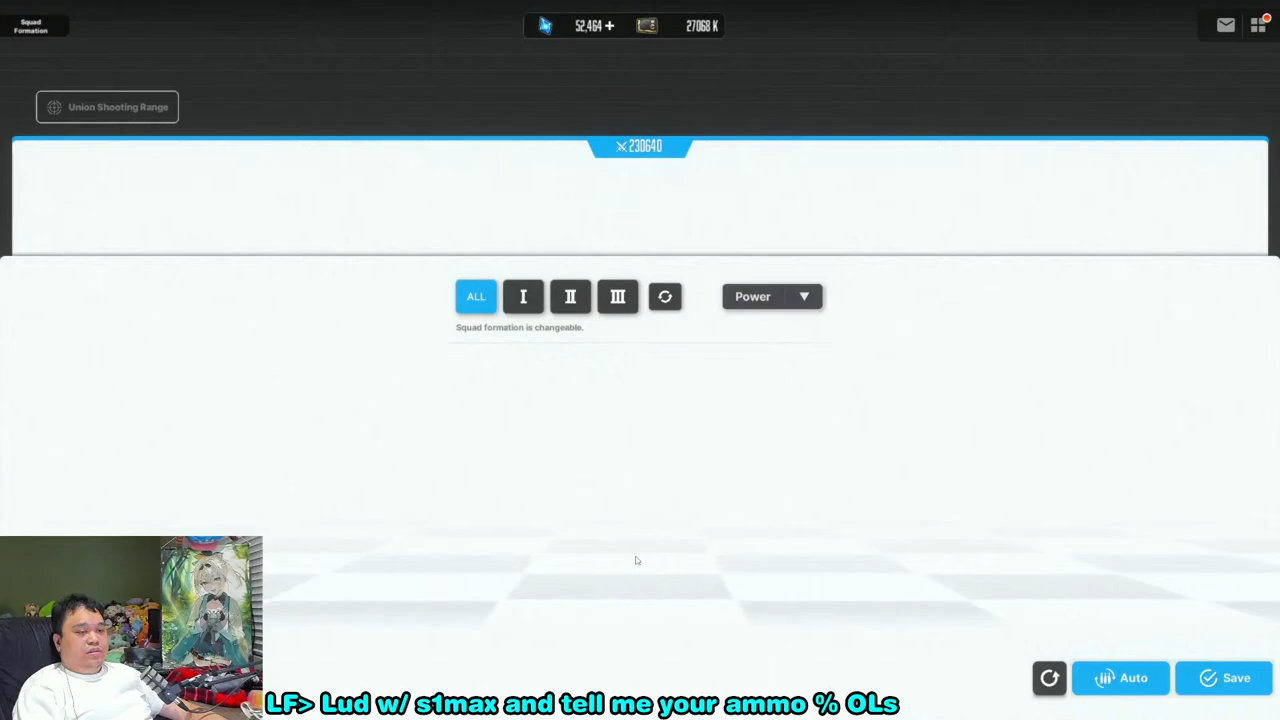 Squad
Formation
52,464 +
27068 K
Union Shooting Range
230640
ALL
I
II
III
Power
Squad formation is changeable.
Auto
Save
LF> Lud w/ s1max and tell me your ammo % OLs